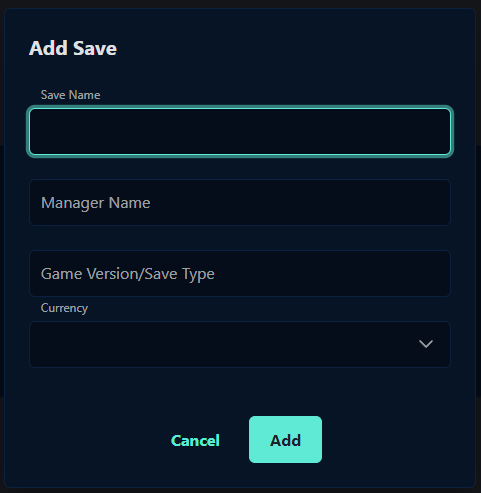 Add Save
Save Name
Manager Name
Game Version/Save Type
Currency
Cancel
Add